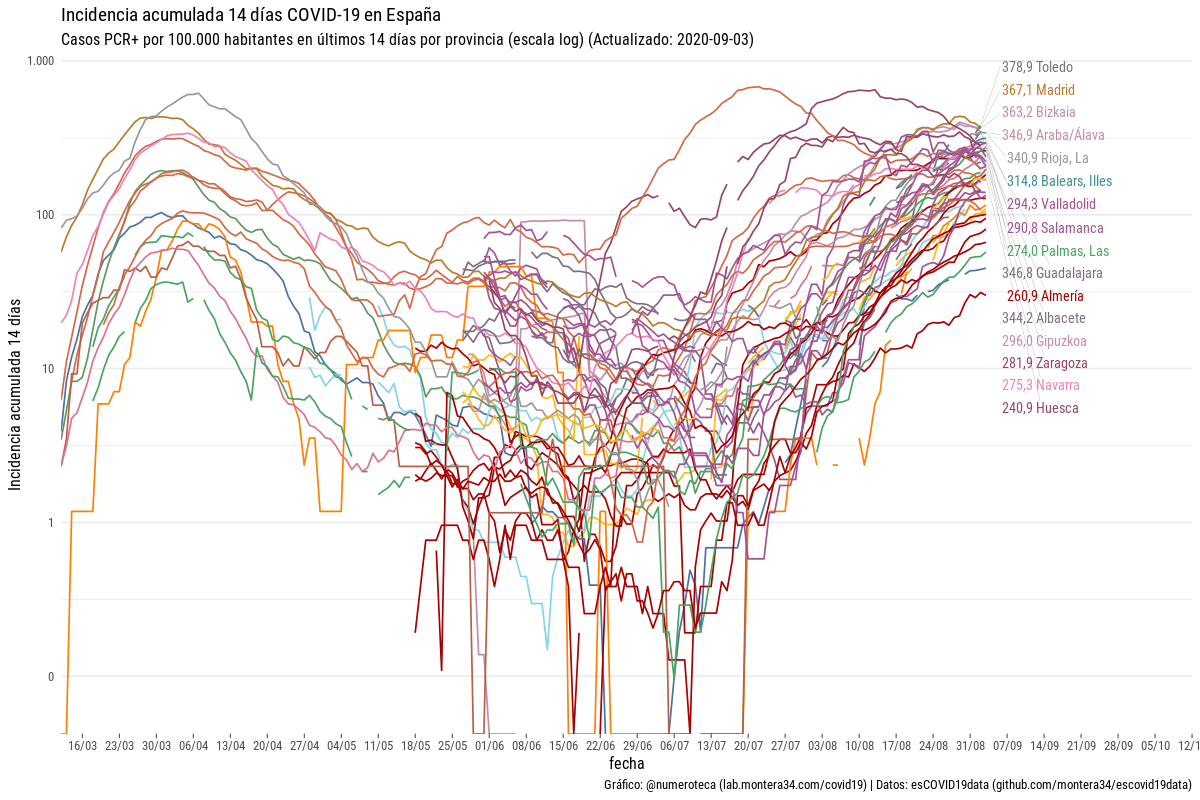 Incidencia acumulada 14 días COVID-19 en España
Casos PCR+ por 100.000 habitantes en últimos 14 días por provincia (escala log) (Actualizado: 2020-09-03)
Incidencia acumulada 14 días
1.000
100
10
1
0
378,9 Toledo
367,1 Madrid
363,2 Bizkaia
346,9 Araba/Álava
340,9 Rioja, La
314,8 Balears, Illes
294,3 Valladolid
290,8 Salamanca
274,0 Palmas, Las
346,8 Guadalajara
260,9 Almería
344,2 Albacete
296,0 Gipuzkoa
281,9 Zaragoza
275,3 Navarra
240,9 Huesca
16/03 23/03 30/03 06/04 13/04 20/04 27/04 04/05 11/05 18/05 25/05 01/06 08/06 15/06 22/06 29/06 06/07 13/07 20/07 27/07 03/08 10/08 17/08 24/08 31/08 07/09 14/09 21/09 28/09 05/10 12/1
fecha
Gráfico: @numeroteca (lab.montera34.com/covid19) | Datos: esCOVID19data (github.com/montera34/escovid19data)